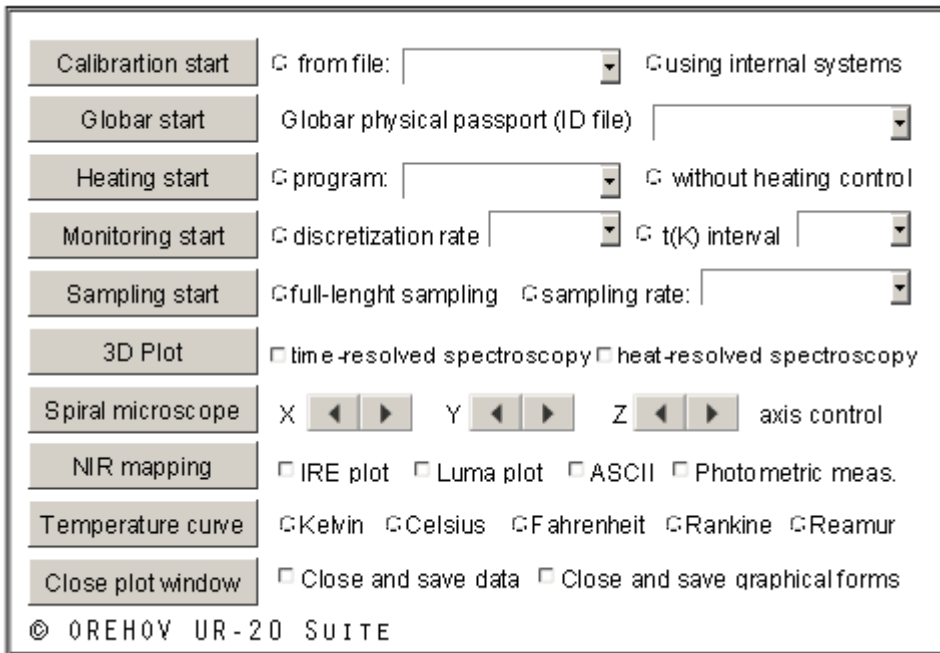 Calibrartion start from file: using internal systems
Globar start Globar physical passport (ID file)
Heating start program: without heating control
Monitoring start discretization rate t(K) interval
Sampling start full-lenght sampling sampling rate:
3D Plot time-resolved spectroscopy heat-resolved spectroscopy
Spiral microscope X Y Z axis control
NIR mapping IRE plot Luma plot ASCII Photometric meas.
Temperature curve Kelvin Celsius Fahrenheit Rankine Reamur
Close plot window Close and save data Close and save graphical forms
© OREHOV UR-20 SUITE